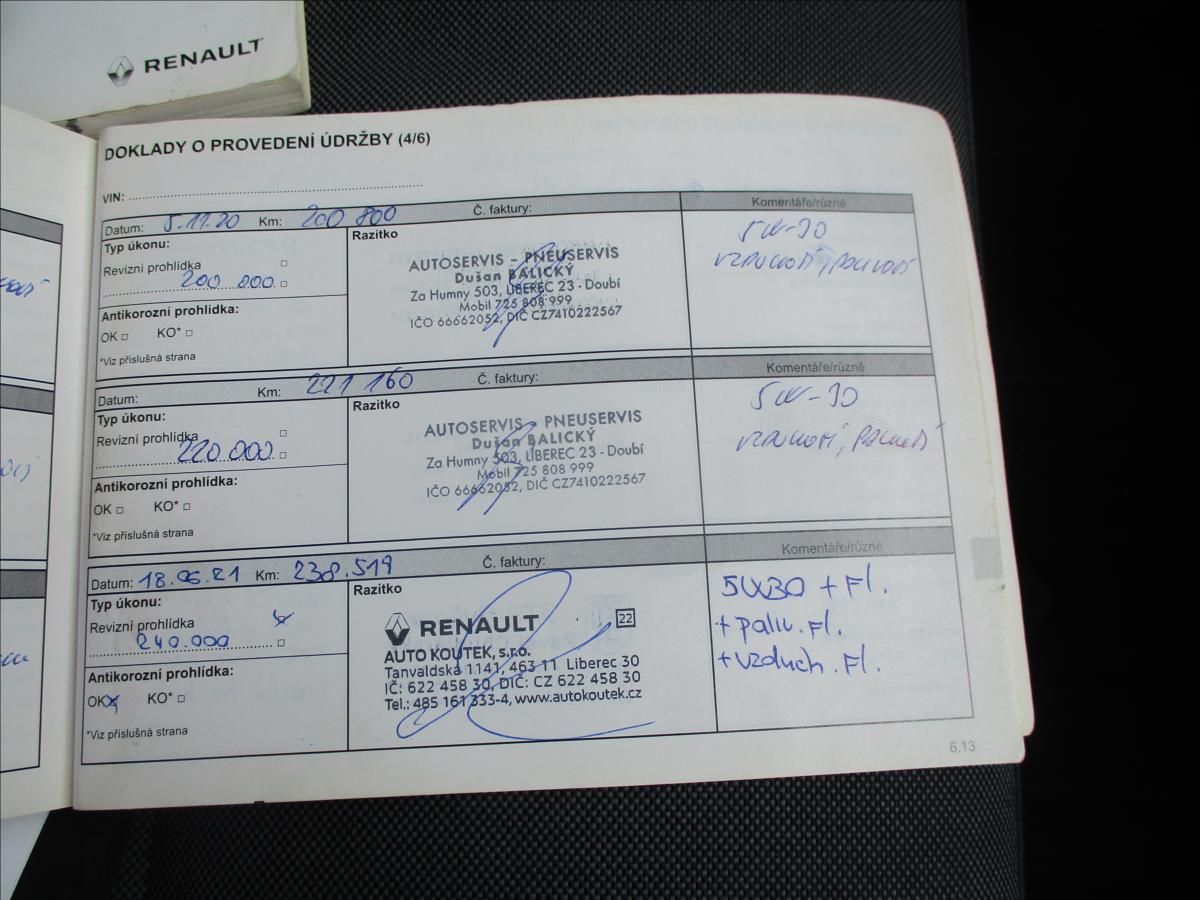 RENAULT
DOKLADY O PROVEDENÍ ÚDRŽBY (4/6)
VIN:
Datum: 5.11.20 Km: 200 800 Č. faktury: Komentáře/různé
Typ úkonu:
Revizní prohlídka
200 000
Antikorozní prohlídka:
OK KO*
*Viz příslušná strana
Razítko
AUTOSERVIS - PNEUSERVIS
Dušan BALICKÝ
Za Humny 503, LIBEREC 23 - Doubí
Mobil 725 808 999
IČO 66662052, DIČ CZ7410222567
5W-30
Datum: Km: 221 160 Č. faktury: Komentáře/různé
Typ úkonu:
Revizní prohlídka
220.000
Antikorozní prohlídka:
OK KO*
*Viz příslušná strana
Razítko
AUTOSERVIS - PNEUSERVIS
Dušan BALICKÝ
Za Humny 503, LIBEREC 23 - Doubí
Mobil 725 808 999
IČO 66662052, DIČ CZ7410222567
5W-30
Datum: 18.06.21 Km: 238.519 Č. faktury: Komentáře/různé
Typ úkonu:
Revizní prohlídka
240.000
Antikorozní prohlídka:
OK KO*
*Viz příslušná strana
Razítko
RENAULT 22
AUTO KOUTEK, s.r.o.
Tanvaldská 1141, 463 11 Liberec 30
IČ: 622 458 30, DIČ: CZ 622 458 30
Tel.: 485 161 333-4, www.autokoutek.cz
5W30 + Fl.
+ paliv. Fl.
+ vzduch. Fl.
6.13